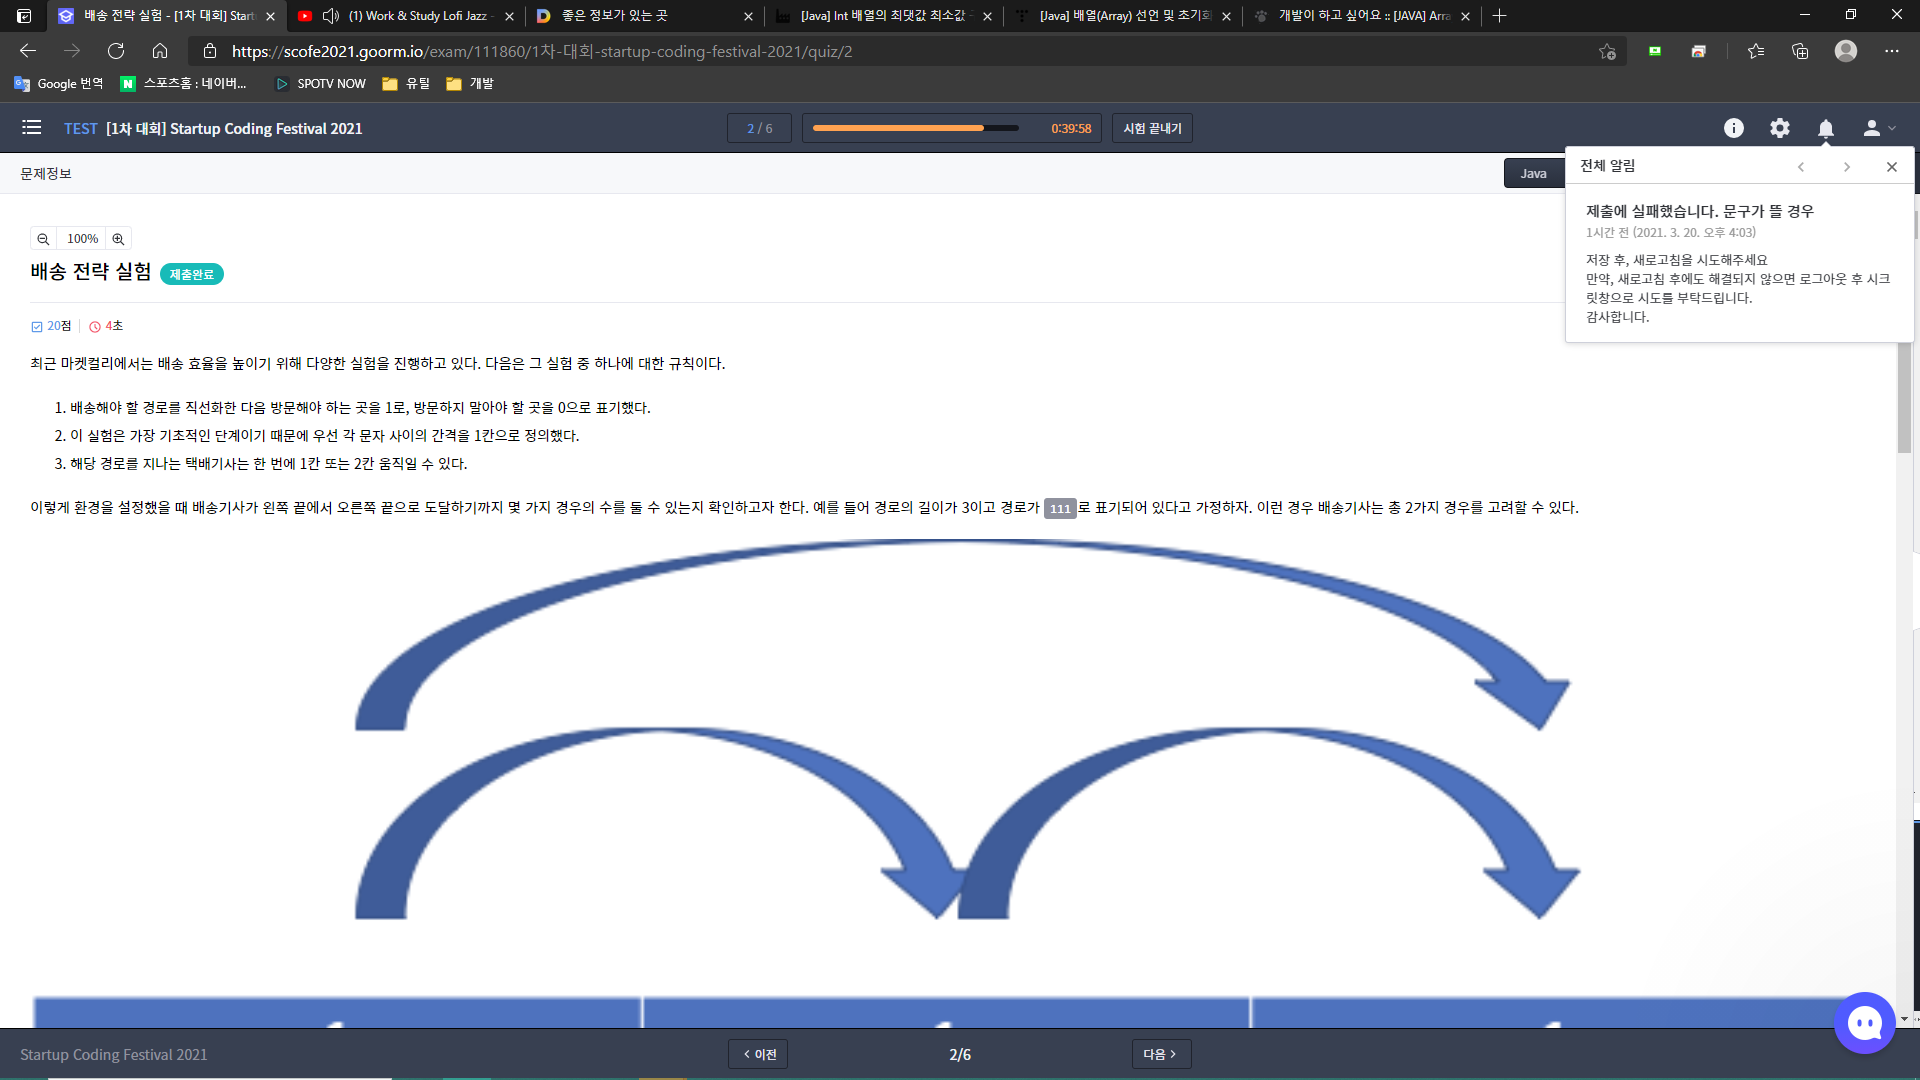 배송 전략 실험 - [1차 대회] Start
(1) Work & Study Lofi Jazz -
좋은 정보가 있는 곳
[Java] Int 배열의 최댓값 최소값
[Java] 배열(Array) 선언 및 초기화
개발이 하고 싶어요 :: [JAVA] Arra
https://scofe2021.goorm.io/exam/111860/1차-대회-startup-coding-festival-2021/quiz/2
Google 번역
스포츠홈 : 네이버...
SPOTV NOW
유틸
개발
TEST [1차 대회] Startup Coding Festival 2021
2 / 6
0:39:58
시험 끝내기
문제정보
Java
전체 알림
제출에 실패했습니다. 문구가 뜰 경우
1시간 전 (2021. 3. 20. 오후 4:03)
저장 후, 새로고침을 시도해주세요
만약, 새로고침 후에도 해결되지 않으면 로그아웃 후 시크
릿창으로 시도를 부탁드립니다.
감사합니다.
100%
배송 전략 실험 제출완료
20점 4초
최근 마켓컬리에서는 배송 효율을 높이기 위해 다양한 실험을 진행하고 있다. 다음은 그 실험 중 하나에 대한 규칙이다.
1. 배송해야 할 경로를 직선화한 다음 방문해야 하는 곳을 1로, 방문하지 말아야 할 곳을 0으로 표기했다.
2. 이 실험은 가장 기초적인 단계이기 때문에 우선 각 문자 사이의 간격을 1칸으로 정의했다.
3. 해당 경로를 지나는 택배기사는 한 번에 1칸 또는 2칸 움직일 수 있다.
이렇게 환경을 설정했을 때 배송기사가 왼쪽 끝에서 오른쪽 끝으로 도달하기까지 몇 가지 경우의 수를 둘 수 있는지 확인하고자 한다. 예를 들어 경로의 길이가 3이고 경로가 111로 표기되어 있다고 가정하자. 이런 경우 배송기사는 총 2가지 경우를 고려할 수 있다.
Startup Coding Festival 2021
이전
2/6
다음